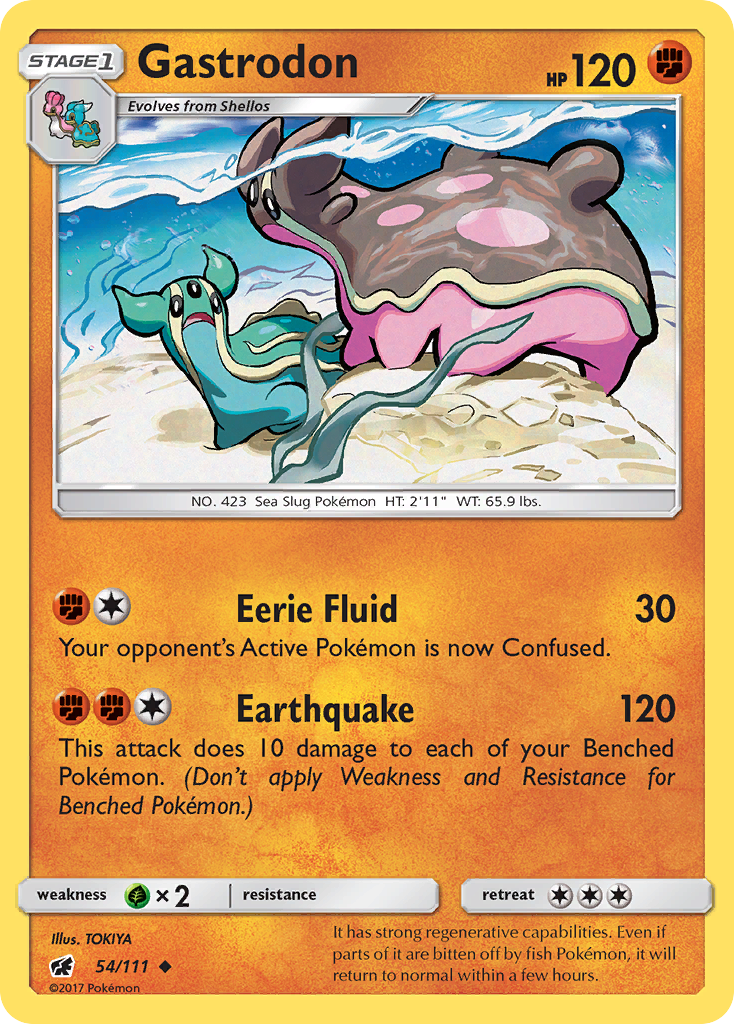 STAGE1
Gastrodon
HP 120
Evolves from Shellos
NO. 423 Sea Slug Pokémon HT: 2'11" WT: 65.9 lbs.
Eerie Fluid 30
Your opponent's Active Pokémon is now Confused.
Earthquake 120
This attack does 10 damage to each of your Benched
Pokémon. (Don't apply Weakness and Resistance for
Benched Pokémon.)
weakness × 2 resistance retreat
Illus. TOKIYA
54/111
©2017 Pokémon
It has strong regenerative capabilities. Even if
parts of it are bitten off by fish Pokémon, it will
return to normal within a few hours.